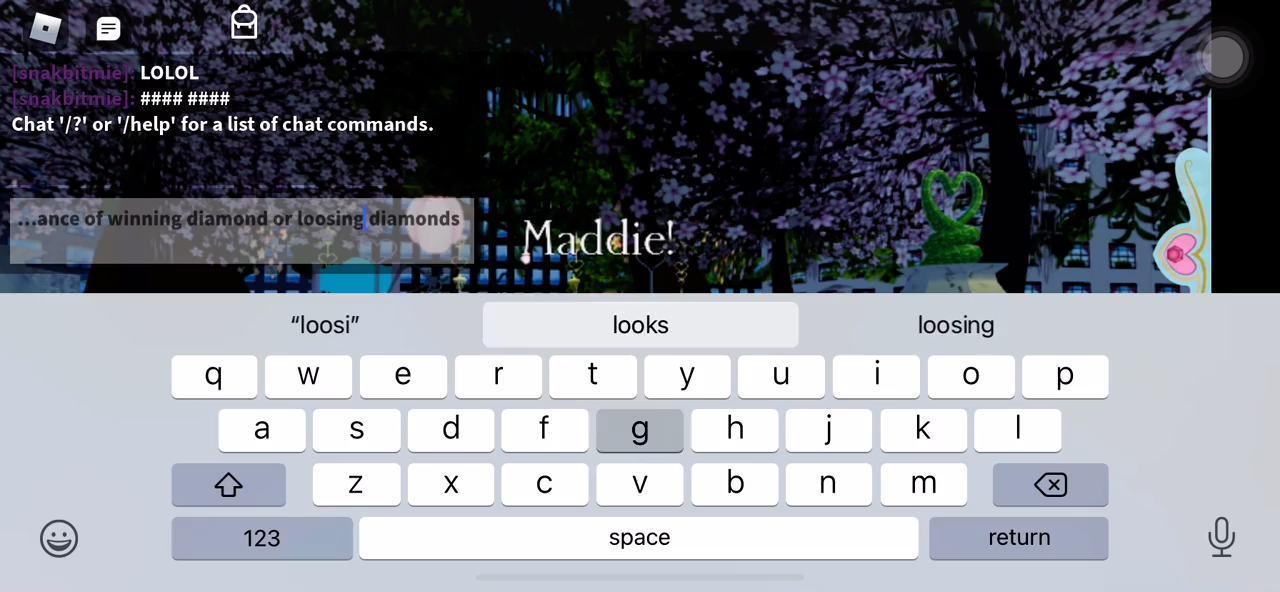 [snakbitmie]: LOLOL
[snakbitmie]: #### ####
Chat '/?' or '/help' for a list of chat commands.
...ance of winning diamond or loosing diamonds
Maddie!
“loosi” looks loosing
q w e r t y u i o p
a s d f g h j k l
z x c v b n m
123 space return